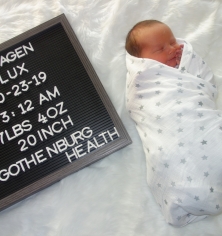 AGEN
LUX
0-23-19
3:12 AM
7LBS 4OZ
20 INCH
GOTHENBURG
HEALTH